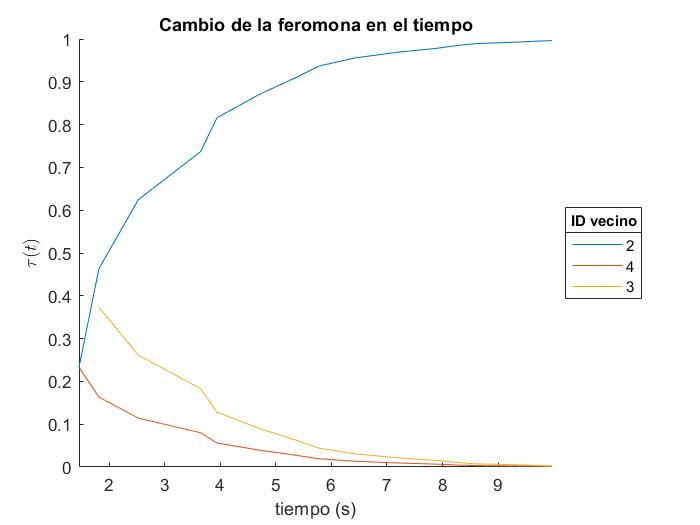 Cambio de la feromona en el tiempo
1
0.9
0.8
0.7
0.6
0.5
0.4
0.3
0.2
0.1
0
τ(t)
2 3 4 5 6 7 8 9
tiempo (s)
ID vecino
2
4
3